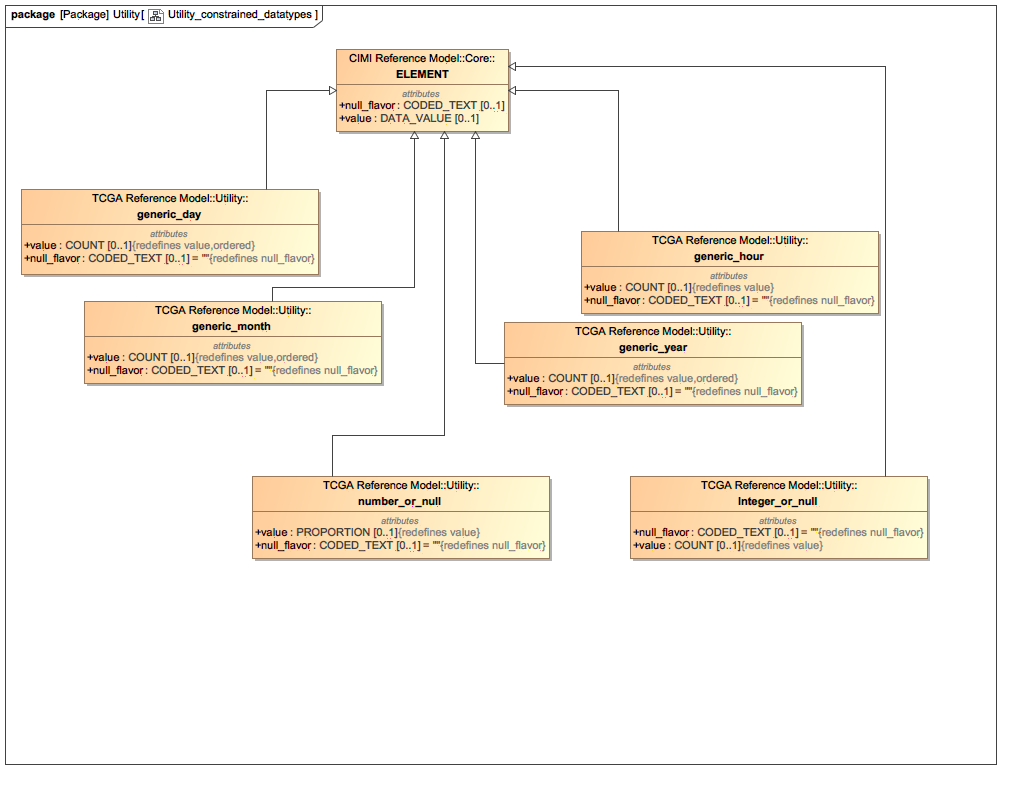 package [Package] Utility[ Utility_constrained_datatypes ]
CIMI Reference Model::Core::
ELEMENT
attributes
+null_flavor : CODED_TEXT [0..1]
+value : DATA_VALUE [0..1]
TCGA Reference Model::Utility::
generic_day
attributes
+value : COUNT [0..1]{redefines value,ordered}
+null_flavor : CODED_TEXT [0..1] = ""{redefines null_flavor}
TCGA Reference Model::Utility::
generic_hour
attributes
+value : COUNT [0..1]{redefines value}
+null_flavor : CODED_TEXT [0..1] = ""{redefines null_flavor}
TCGA Reference Model::Utility::
generic_month
attributes
+value : COUNT [0..1]{redefines value,ordered}
+null_flavor : CODED_TEXT [0..1] = ""{redefines null_flavor}
TCGA Reference Model::Utility::
generic_year
attributes
+value : COUNT [0..1]{redefines value,ordered}
+null_flavor : CODED_TEXT [0..1] = ""{redefines null_flavor}
TCGA Reference Model::Utility::
number_or_null
attributes
+value : PROPORTION [0..1]{redefines value}
+null_flavor : CODED_TEXT [0..1] = ""{redefines null_flavor}
TCGA Reference Model::Utility::
Integer_or_null
attributes
+null_flavor : CODED_TEXT [0..1] = ""{redefines null_flavor}
+value : COUNT [0..1]{redefines value}